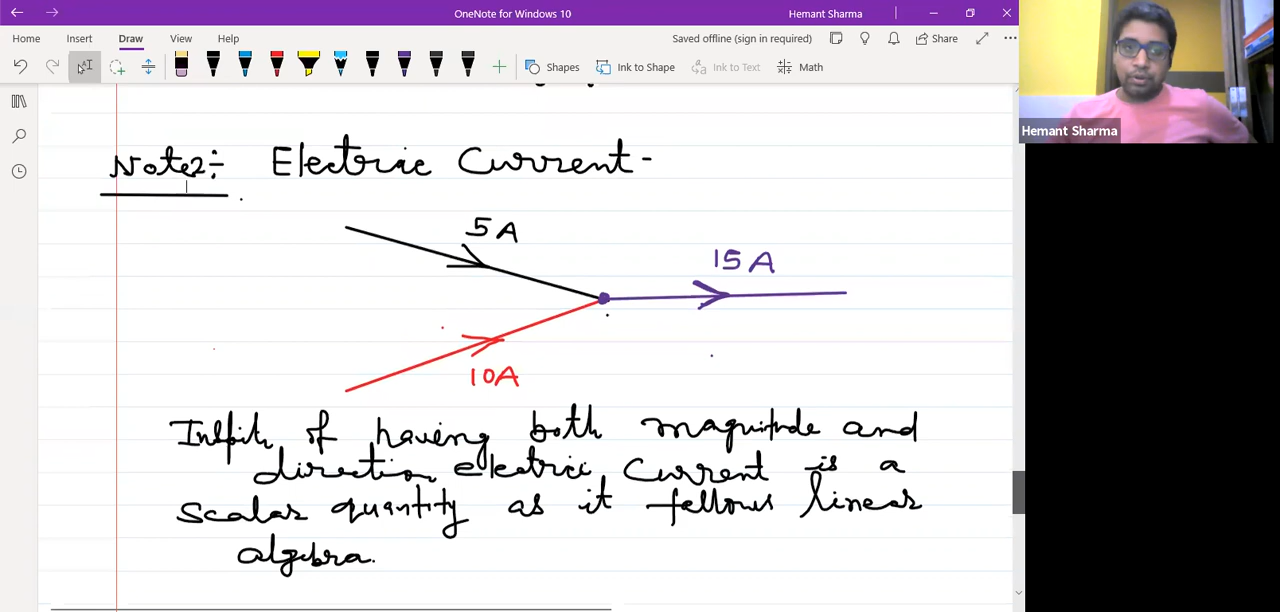 OneNote for Windows 10
Hemant Sharma
Home Insert Draw View Help
Saved offline (sign in required)
Share
Shapes
Ink to Shape
Ink to Text
Math
Hemant Sharma
Note2:- Electric Current-
5A
15A
10A
Inspite of having both magnitude and
direction electric Current is a
Scalar quantity as it fellows linear
algebra.